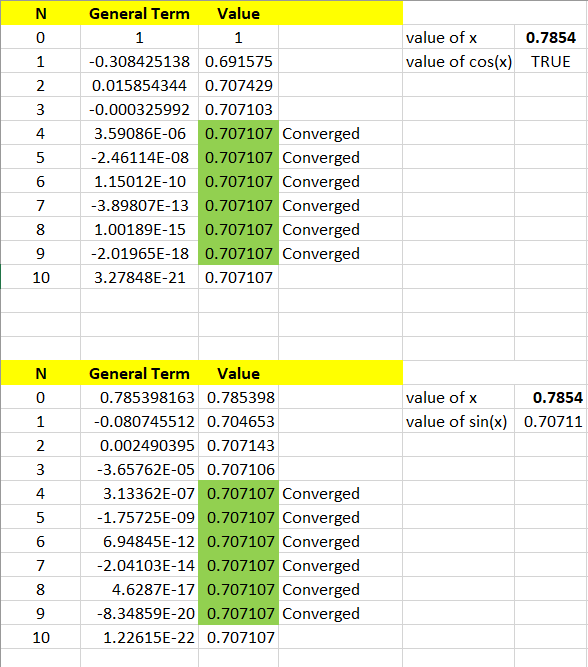 N General Term Value
0 1 1 value of x 0.7854
1 -0.308425138 0.691575 value of cos(x) TRUE
2 0.015854344 0.707429
3 -0.000325992 0.707103
4 3.59086E-06 0.707107 Converged
5 -2.46114E-08 0.707107 Converged
6 1.15012E-10 0.707107 Converged
7 -3.89807E-13 0.707107 Converged
8 1.00189E-15 0.707107 Converged
9 -2.01965E-18 0.707107 Converged
10 3.27848E-21 0.707107
N General Term Value
0 0.785398163 0.785398 value of x 0.7854
1 -0.080745512 0.704653 value of sin(x) 0.70711
2 0.002490395 0.707143
3 -3.65762E-05 0.707106
4 3.13362E-07 0.707107 Converged
5 -1.75725E-09 0.707107 Converged
6 6.94845E-12 0.707107 Converged
7 -2.04103E-14 0.707107 Converged
8 4.6287E-17 0.707107 Converged
9 -8.34859E-20 0.707107 Converged
10 1.22615E-22 0.707107